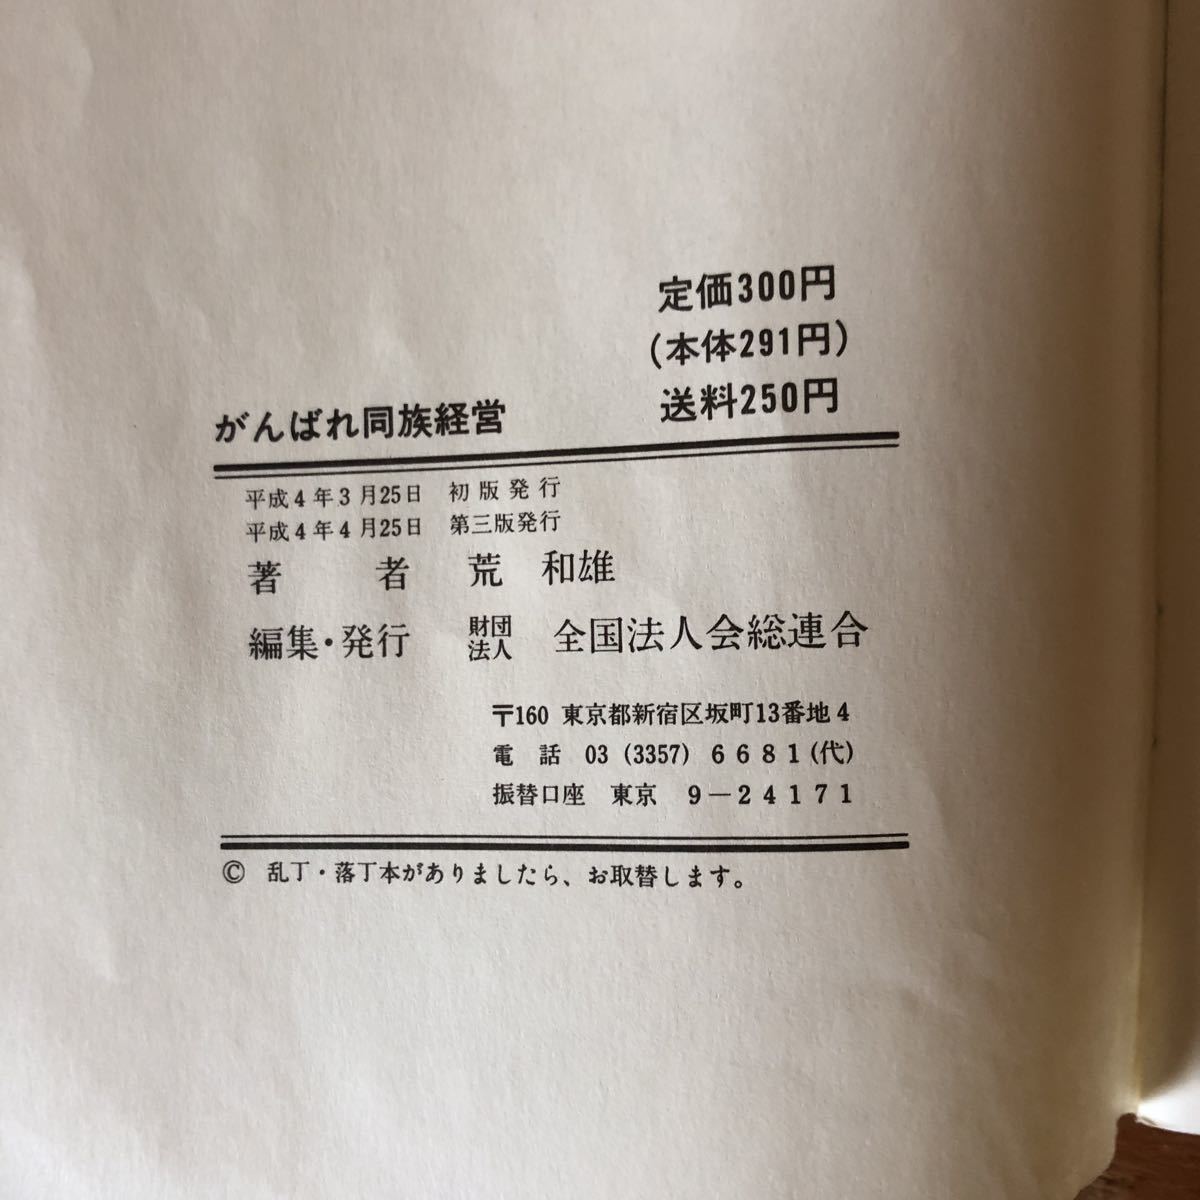 定価300円
(本体291円)
送料250円
がんばれ同族経営
平成4年3月25日 初版発行
平成4年4月25日 第三版発行
著 者 荒 和雄
編集・発行 財団法人 全国法人会総連合
〒160 東京都新宿区坂町13番地4
電 話 03 (3357) 6681(代)
振替口座 東京 9-24171
© 乱丁・落丁本がありましたら、お取替します。